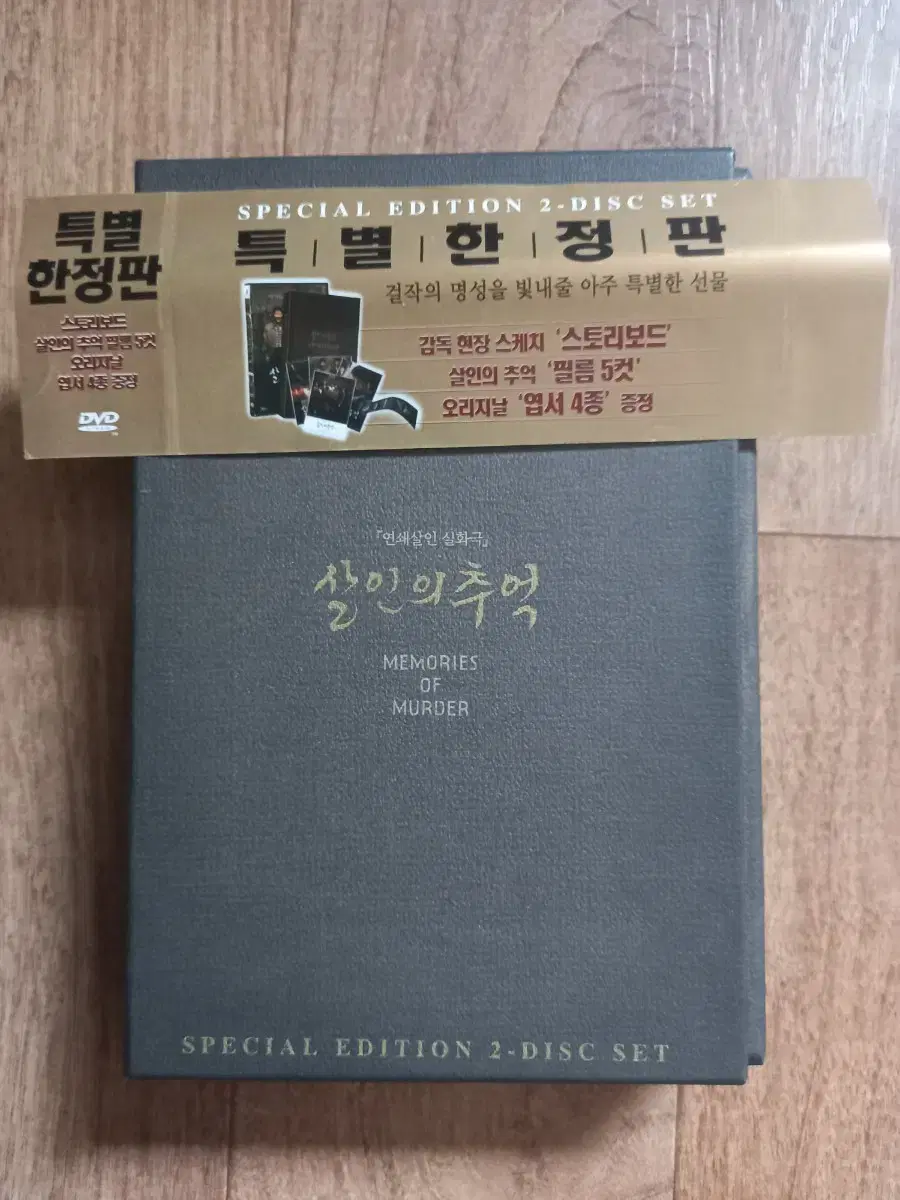 특별
한정판
스토리보드
살인의 추억 필름 5컷
오리지날
엽서 4종 증정
DVD
SPECIAL EDITION 2-DISC SET
특별한정판
걸작의 명성을 빛내줄 아주 특별한 선물
감독 현장 스케치 '스토리보드'
살인의 추억 '필름 5컷'
오리지날 '엽서 4종' 증정
『연쇄살인 실화극』
살인의추억
MEMORIES
OF
MURDER
SPECIAL EDITION 2-DISC SET